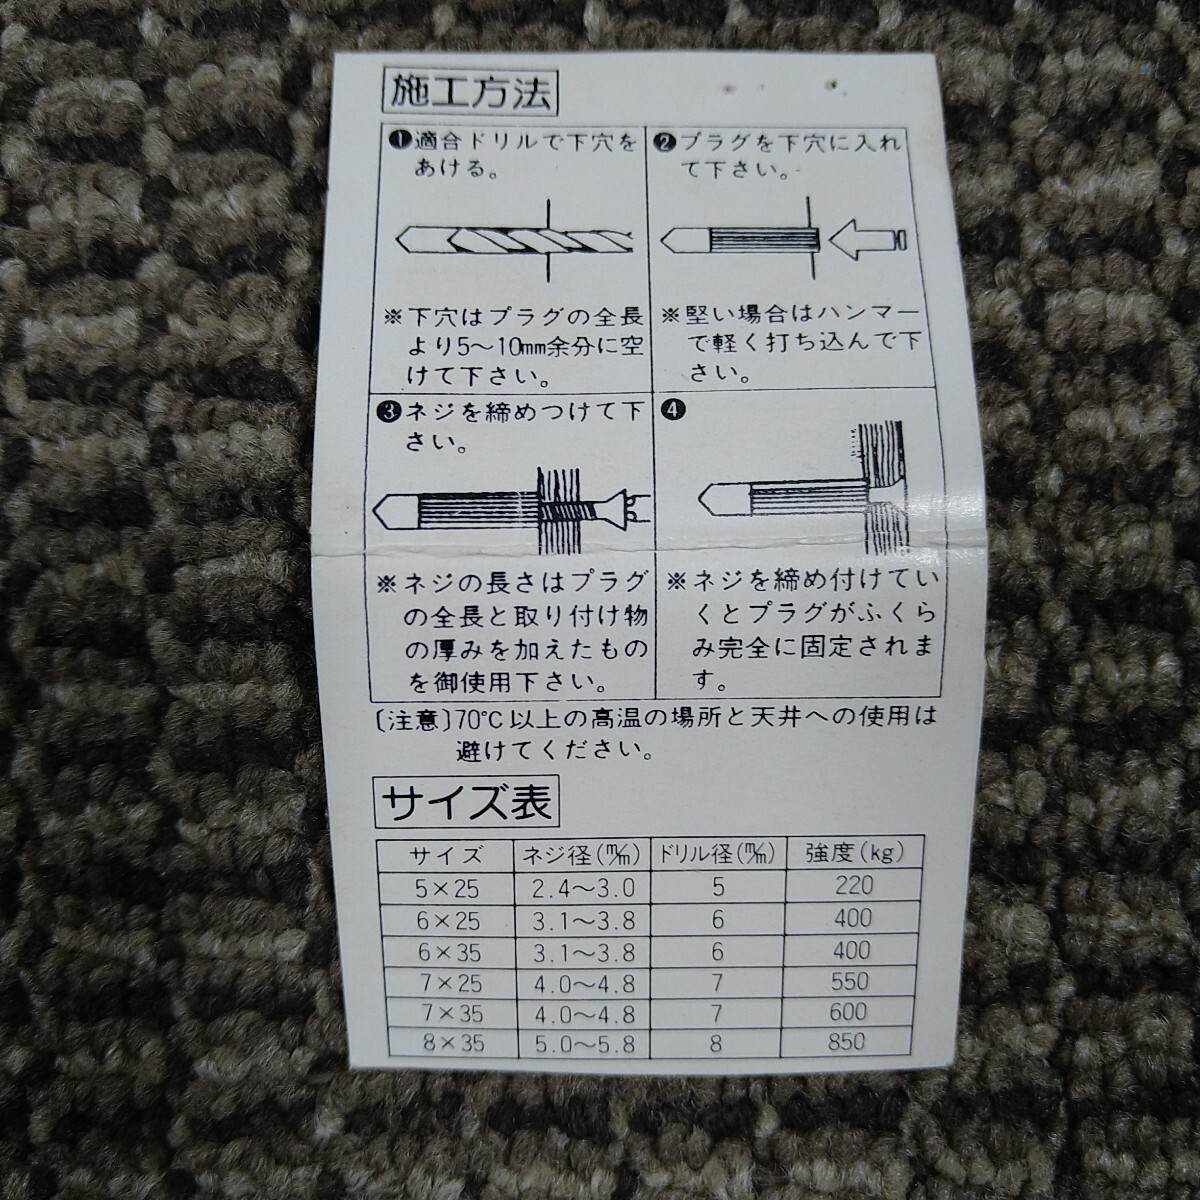 施工方法
❶適合ドリルで下穴を
あける。
※下穴はプラグの全長
より5～10mm余分に空
けて下さい。
❷プラグを下穴に入れ
て下さい。
※堅い場合はハンマー
で軽く打ち込んで下
さい。
❸ネジを締めつけて下
さい。
※ネジの長さはプラグ
の全長と取り付け物
の厚みを加えたもの
を御使用下さい。
❹
※ネジを締め付けてい
くとプラグがふくら
み完全に固定されま
す。
〔注意〕70℃以上の高温の場所と天井への使用は
避けてください。
サイズ表
サイズ ネジ径(m/m) ドリル径(m/m) 強度(kg)
5×25 2.4～3.0 5 220
6×25 3.1～3.8 6 400
6×35 3.1～3.8 6 400
7×25 4.0～4.8 7 550
7×35 4.0～4.8 7 600
8×35 5.0～5.8 8 850